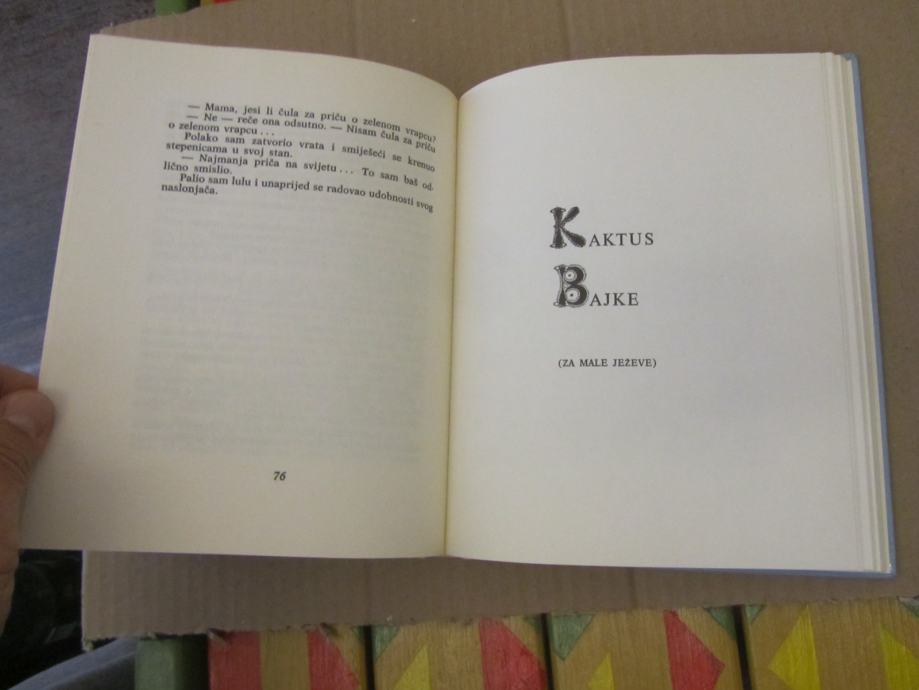 — Mama, jesi li čula za priču o zelenom vrapcu?
— Ne — reče ona odsutno. — Nisam čula za priču
o zelenom vrapcu...
Polako sam zatvorio vrata i smiješeći se krenuo
stepenicama u svoj stan.
— Najmanja priča na svijetu... To sam baš od-
lično smislio.
Palio sam lulu i unaprijed se radovao udobnosti svog
naslonjača.
76
KAKTUS
BAJKE
(ZA MALE JEŽEVE)